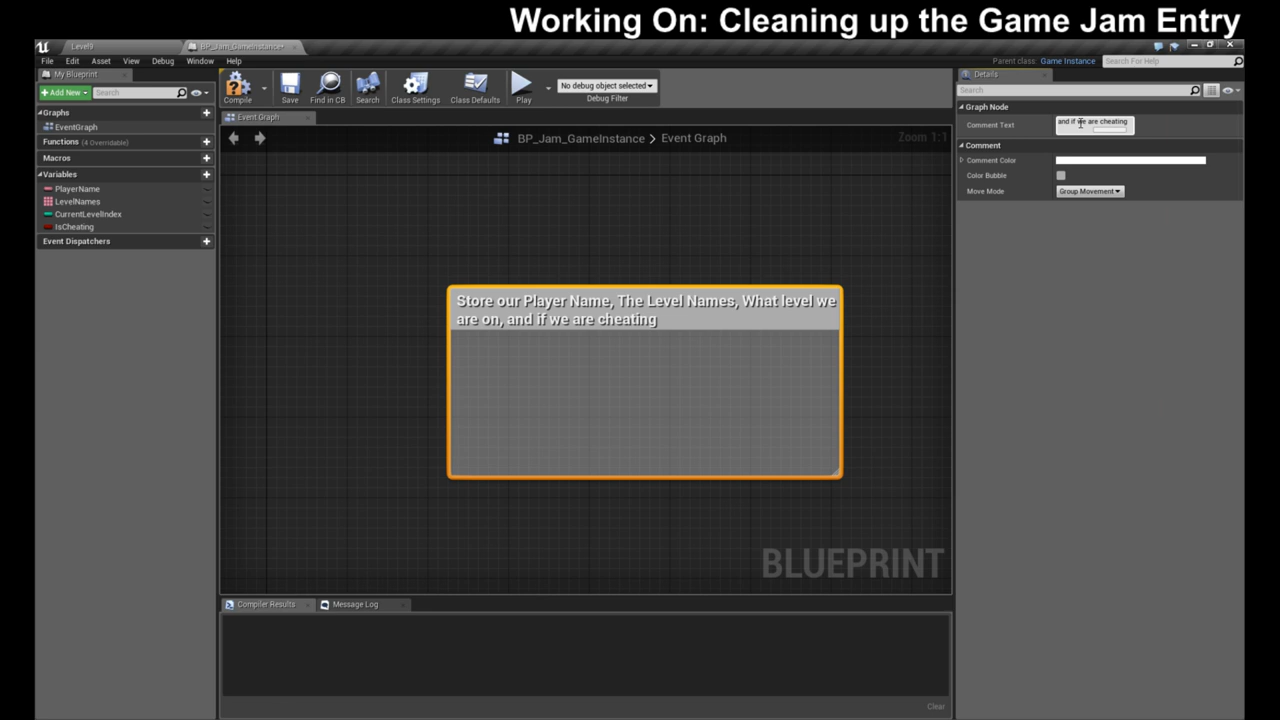 Working On: Cleaning up the Game Jam Entry
Level9
BP_Jam_GameInstance*
File Edit Asset View Debug Window Help
Parent class: Game Instance
Search For Help
My Blueprint
Add New
Search
Compile
Save
Find in CB
Search
Class Settings
Class Defaults
Play
No debug object selected
Debug Filter
Details
Search
Graphs
EventGraph
Functions (4 Overridable)
Macros
Variables
PlayerName
LevelNames
CurrentLevelIndex
IsCheating
Event Dispatchers
Event Graph
BP_Jam_GameInstance > Event Graph
Zoom 1:1
Store our Player Name, The Level Names, What level we
are on, and if we are cheating
BLUEPRINT
Graph Node
Comment Text
and if we are cheating
Comment
Comment Color
Color Bubble
Move Mode
Group Movement
Compiler Results
Message Log
Clear